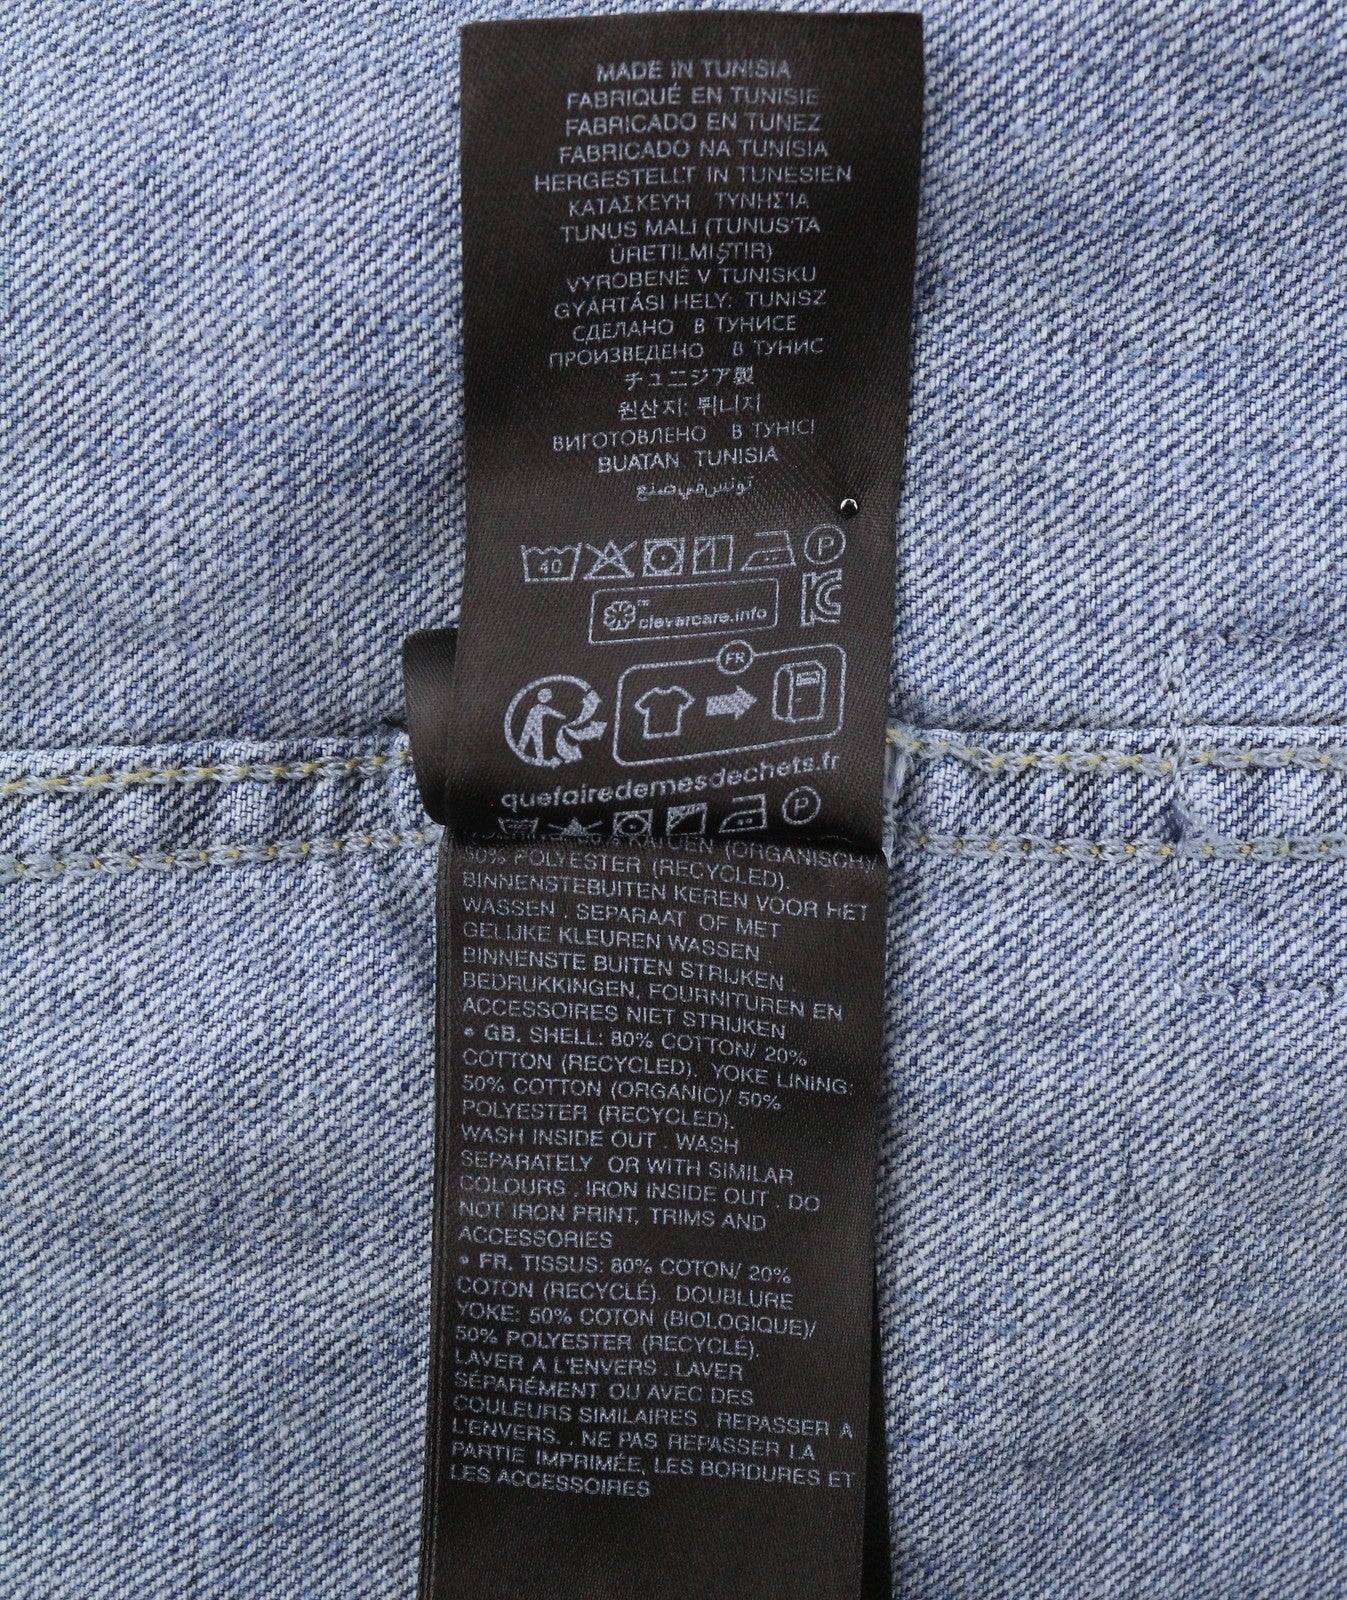 MADE IN TUNISIA
FABRIQUÉ EN TUNISIE
FABRICADO EN TUNEZ
FABRICADO NA TUNISIA
HERGESTELLT IN TUNESIEN
ΚΑΤΑΣΚΕΥΗ ΤΥΝΗΣΊΑ
TUNUS MALI (TUNUS'TA
ÜRETILMIŞTIR)
VYROBENÉ V TUNISKU
GYÁRTÁSI HELY: TUNISZ
СДЕЛАНО В ТУНИСЕ
ПРОИЗВЕДЕНО В ТУНИС
チュニジア製
원산지: 튀니지
ВИГОТОВЛЕНО В ТУНІСІ
BUATAN TUNISIA
تونس في صنع
40 1 P
TM clevercare.info
FR
quefairedemesdechets.fr
P
KATOEN (ORGANISCH)/
50% POLYESTER (RECYCLED).
BINNENSTEBUITEN KEREN VOOR HET
WASSEN . SEPARAAT OF MET
GELIJKE KLEUREN WASSEN
BINNENSTE BUITEN STRIJKEN
BEDRUKKINGEN, FOURNITUREN EN
ACCESSOIRES NIET STRIJKEN
• GB. SHELL: 80% COTTON/ 20%
COTTON (RECYCLED). YOKE LINING:
50% COTTON (ORGANIC)/ 50%
POLYESTER (RECYCLED).
WASH INSIDE OUT . WASH
SEPARATELY OR WITH SIMILAR
COLOURS . IRON INSIDE OUT . DO
NOT IRON PRINT, TRIMS AND
ACCESSORIES
• FR. TISSUS: 80% COTON/ 20%
COTON (RECYCLÉ). DOUBLURE
YOKE: 50% COTON (BIOLOGIQUE)/
50% POLYESTER (RECYCLÉ).
LAVER A L'ENVERS . LAVER
SÉPARÉMENT OU AVEC DES
COULEURS SIMILAIRES . REPASSER A
L'ENVERS. . NE PAS REPASSER LA
PARTIE IMPRIMÉE, LES BORDURES ET
LES ACCESSOIRES